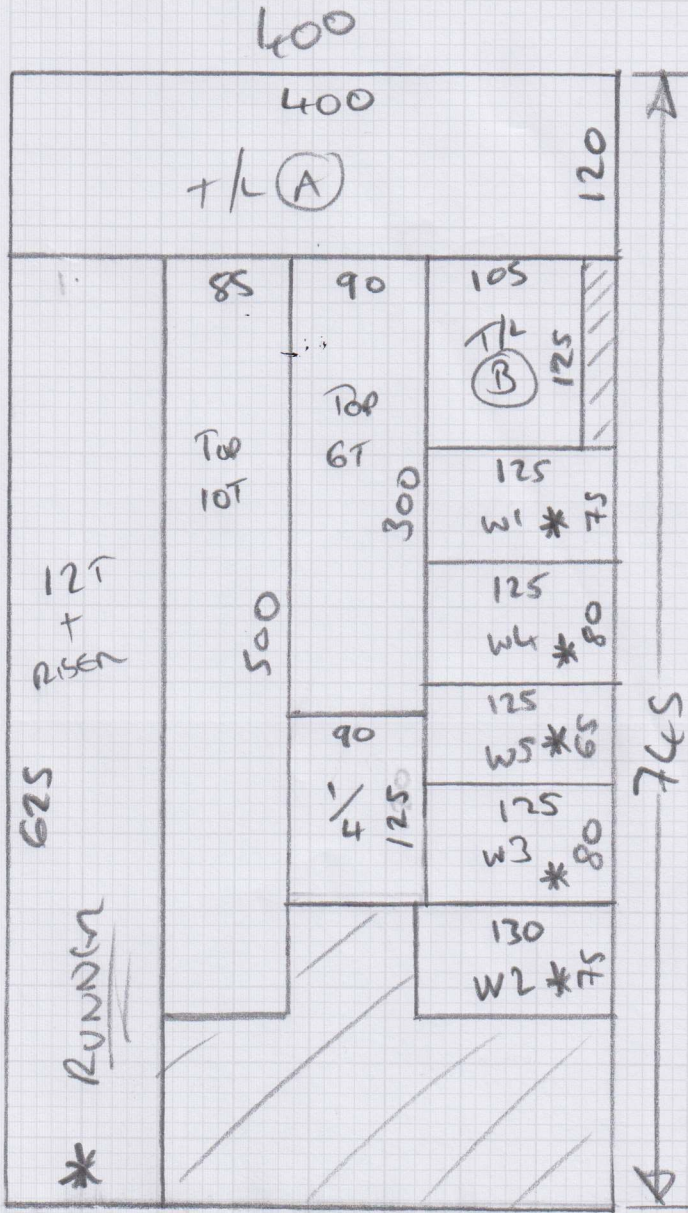 400
400
T/L A
120
85
90
105
T/L
B
125
Top
10T
Top
6T
300
125
W1 * 75
12T
+
RISER
500
125
W4 * 80
745
125
W5 * 65
90
1/4
125
125
W3 * 80
625
130
W2 * 75
* RUNNER